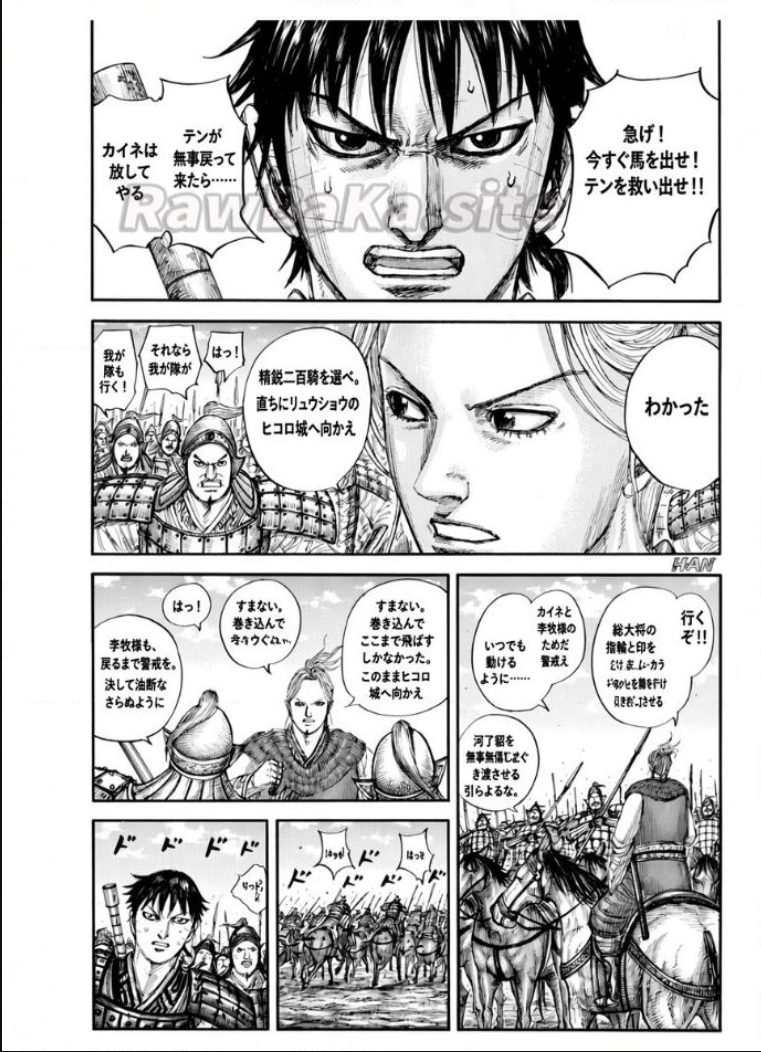 急げ！
今すぐ馬を出せ！
テンを救い出せ！！
テンが
無事戻って
来たら……
カイネは
放して
やる
RawBaKa.site
わかった
精鋭二百騎を選べ。
直ちにリュウショウの
ヒコロ城へ向かえ
はっ！
それなら
我が隊が
我が
隊も
行く！
HAN
行く
ぞ！！
総大将の
指輪と印を
カイネと
李牧様の
ためだ
警戒え
いつでも
動ける
ように……
河了貂を
無事無傷
き渡させる
引らよるな。
すまない。
巻き込んで
ここまで飛ばす
しかなかった。
このままヒコロ
城へ向かえ
すまない。
巻き込んで
はっ！
李牧様も、
戻るまで警戒を。
決して油断な
さらぬように
はっそ
ド ド ド
ド ド ド ド